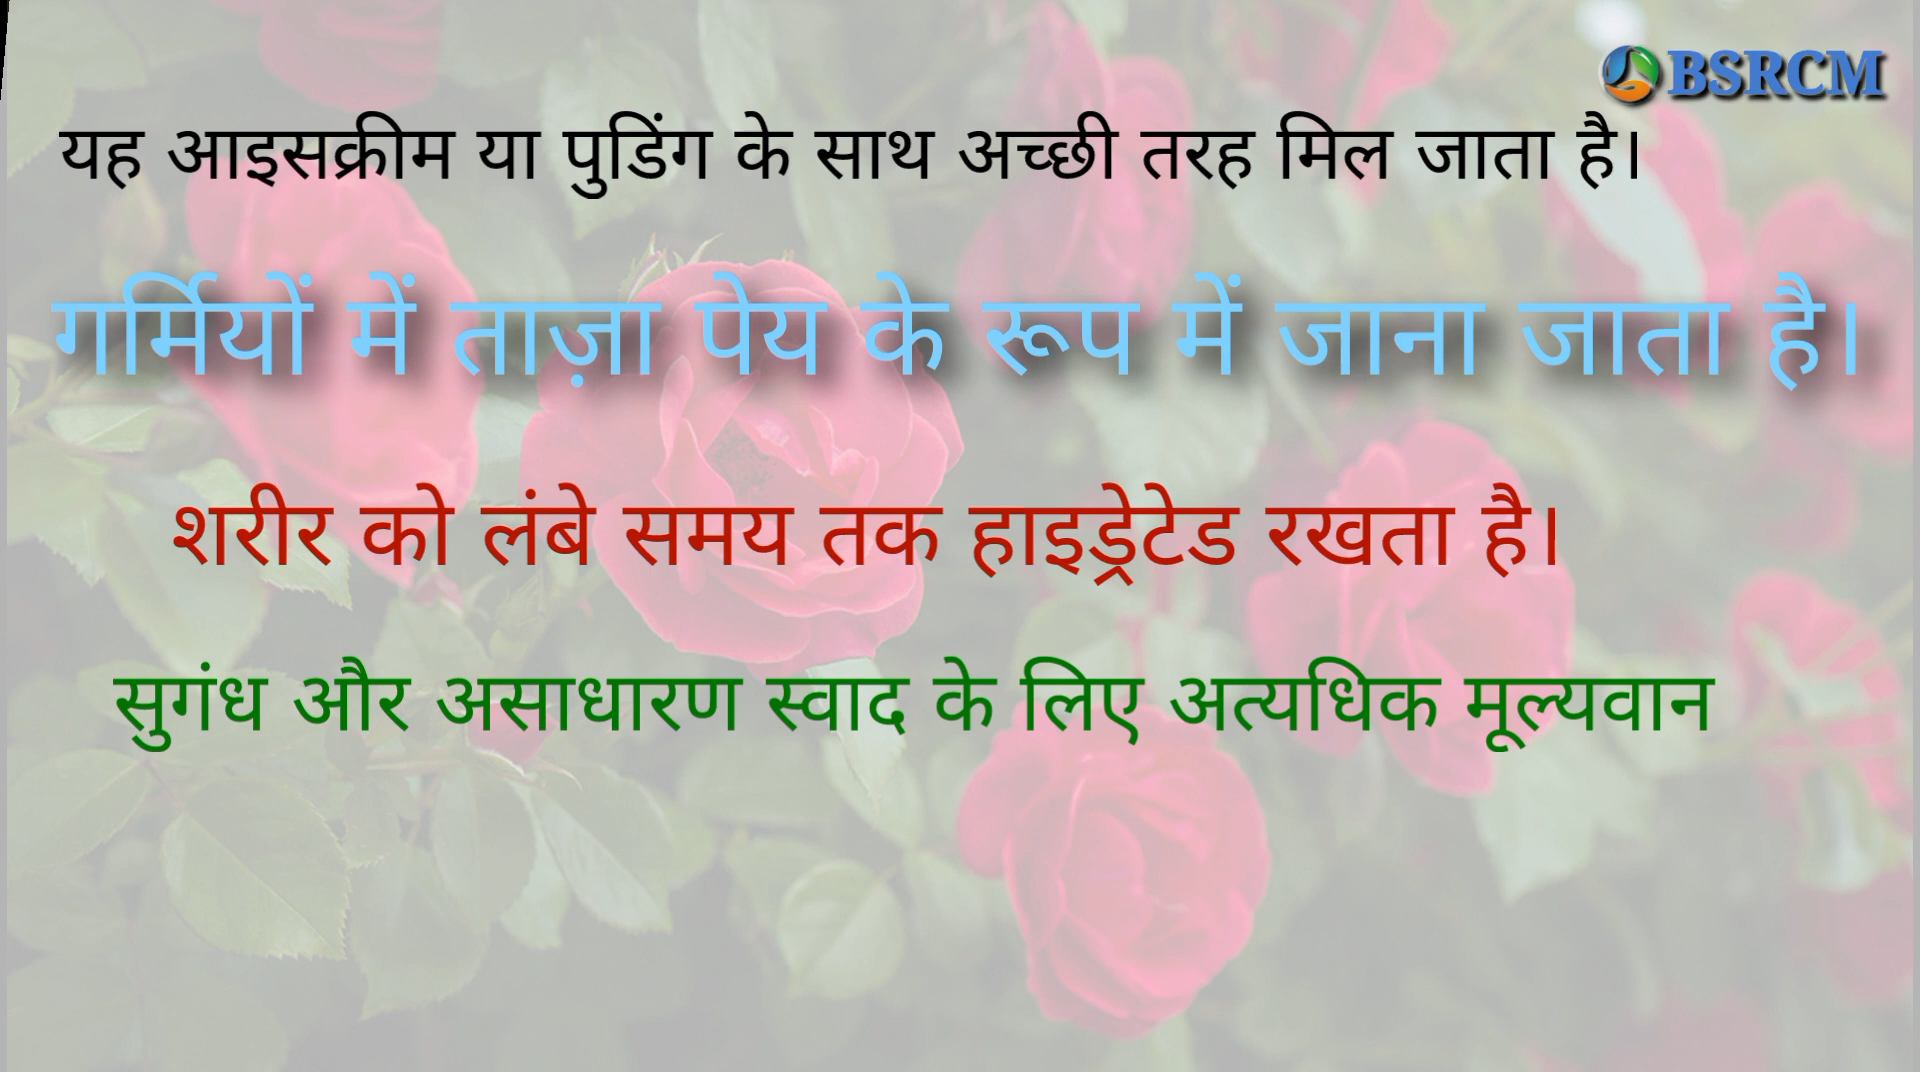 BSRCM
यह आइसक्रीम या पुडिंग के साथ अच्छी तरह मिल जाता है।
गर्मियों में ताज़ा पेय के रूप में जाना जाता है।
शरीर को लंबे समय तक हाइड्रेटेड रखता है।
सुगंध और असाधारण स्वाद के लिए अत्यधिक मूल्यवान